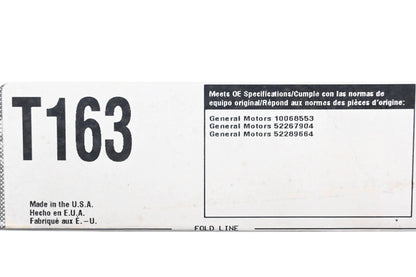 T163
Meets OE Specifications/Cumple con las normas de
equipo original/Répond aux normes des pièces d'origine:
General Motors 10068553
General Motors 52267904
General Motors 52289664
Made in the U.S.A.
Hecho en E.U.A.
Fabriqué aux É.-U.
FOLD LINE